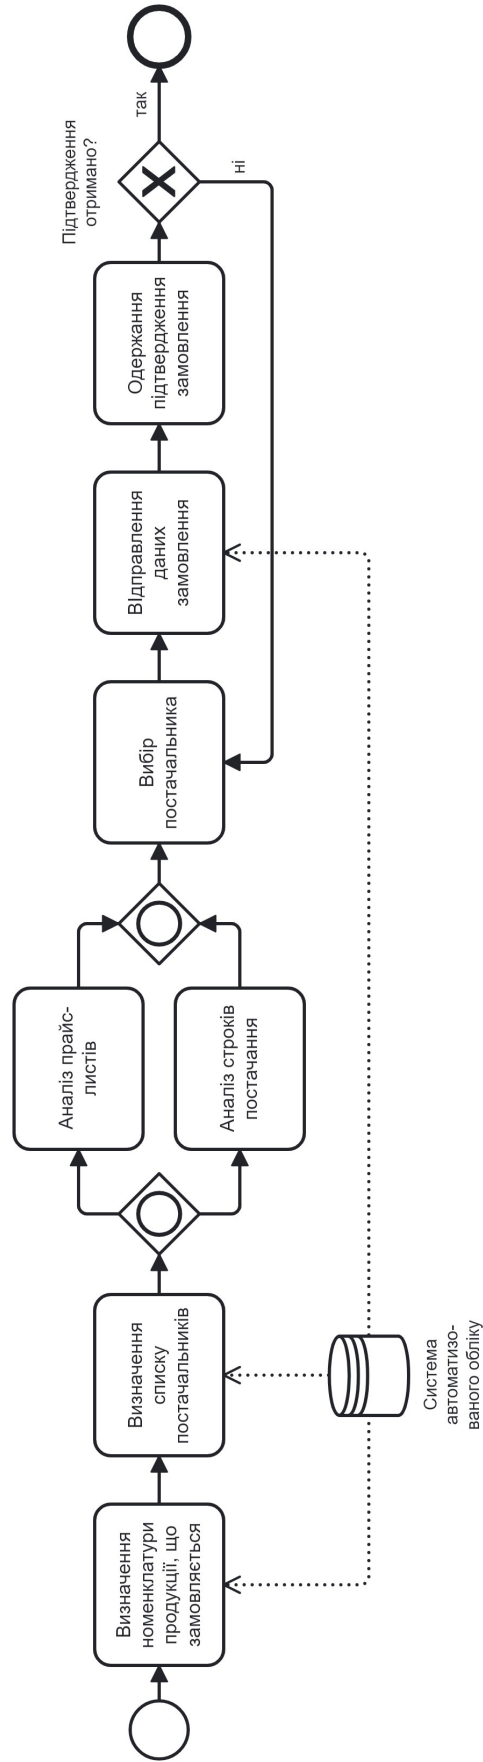 Визначення
номенклатури
продукції, що
замовляється
Визначення
списку
постачальників
Аналіз прайс-
листів
Аналіз строків
постачання
Вибір
постачальника
ВІдправлення
даних
замовлення
Одержання
підтвердження
замовлення
Підтвердження
отримано?
так
ні
Система
автоматизо-
ваного обліку